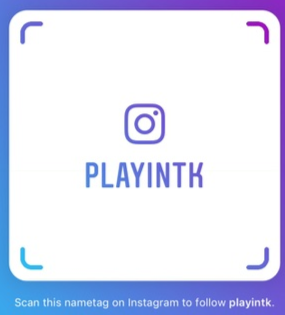 PLAYINTK
Scan this nametag on Instagram to follow playintk.